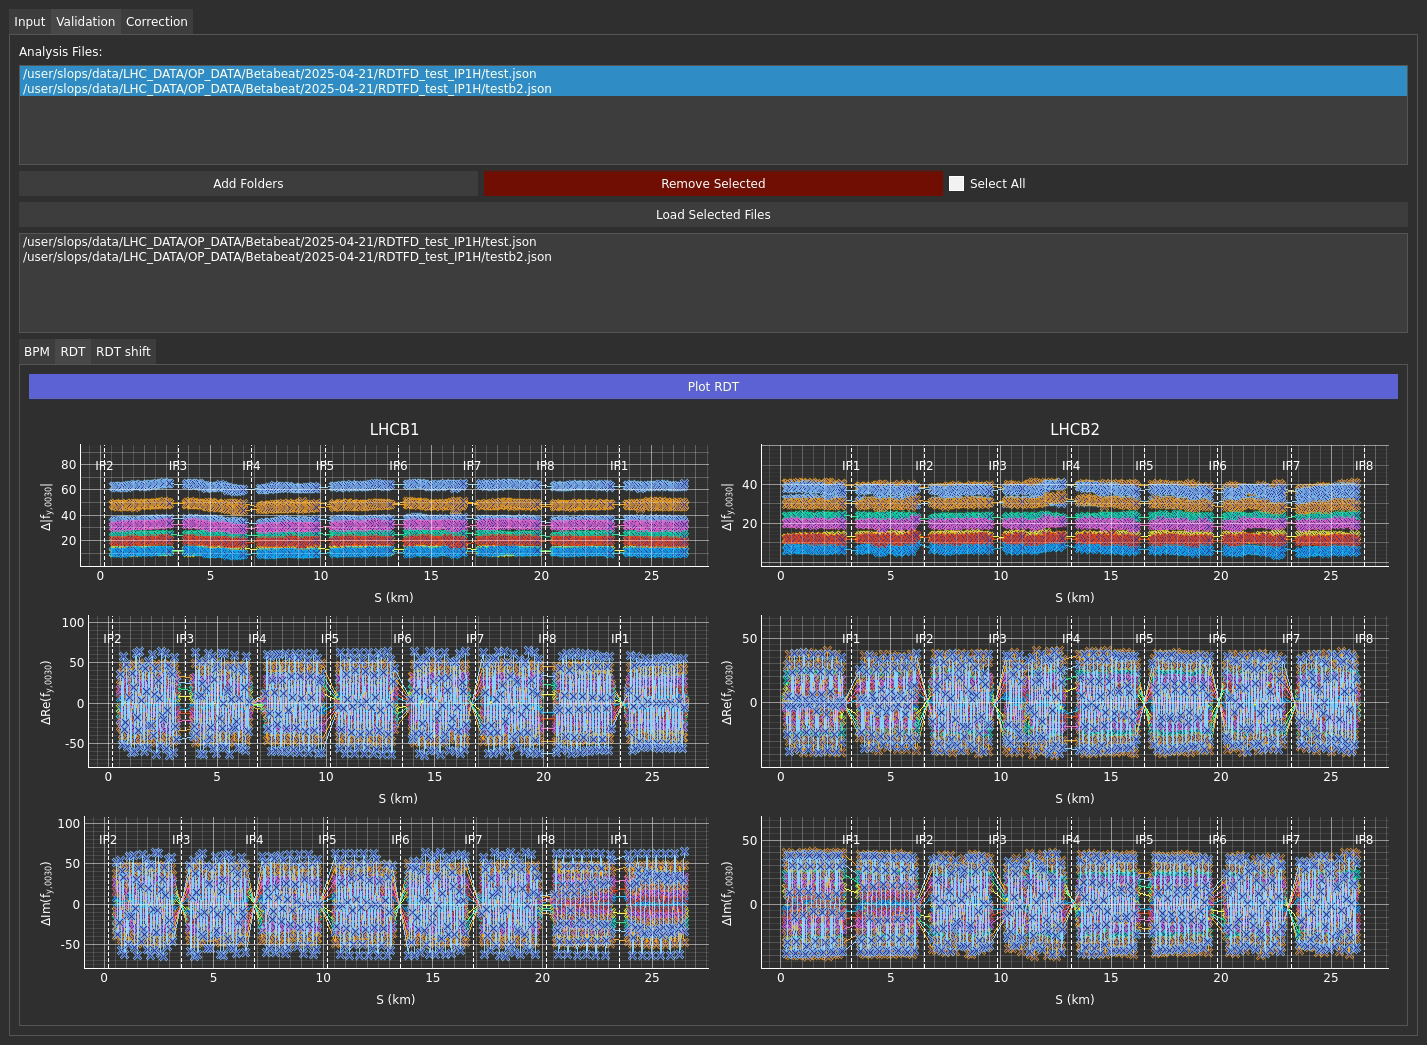 Input Validation Correction
Analysis Files:
/user/slops/data/LHC_DATA/OP_DATA/Betabeat/2025-04-21/RDTFD_test_IP1H/test.json
/user/slops/data/LHC_DATA/OP_DATA/Betabeat/2025-04-21/RDTFD_test_IP1H/testb2.json
Add Folders Remove Selected Select All
Load Selected Files
/user/slops/data/LHC_DATA/OP_DATA/Betabeat/2025-04-21/RDTFD_test_IP1H/test.json
/user/slops/data/LHC_DATA/OP_DATA/Betabeat/2025-04-21/RDTFD_test_IP1H/testb2.json
BPM RDT RDT shift
Plot RDT
LHCB1
80
60
40
20
Δ|f_y,0030|
IP2 IP3 IP4 IP5 IP6 IP7 IP8 IP1
0 5 10 15 20 25
S (km)
LHCB2
40
20
Δ|f_y,0030|
IP1 IP2 IP3 IP4 IP5 IP6 IP7 IP8
0 5 10 15 20 25
S (km)
100
50
0
-50
ΔRe(f_y,0030)
IP2 IP3 IP4 IP5 IP6 IP7 IP8 IP1
0 5 10 15 20 25
S (km)
50
0
ΔRe(f_y,0030)
IP1 IP2 IP3 IP4 IP5 IP6 IP7 IP8
0 5 10 15 20 25
S (km)
100
50
0
-50
ΔIm(f_y,0030)
IP2 IP3 IP4 IP5 IP6 IP7 IP8 IP1
0 5 10 15 20 25
S (km)
50
0
ΔIm(f_y,0030)
IP1 IP2 IP3 IP4 IP5 IP6 IP7 IP8
0 5 10 15 20 25
S (km)